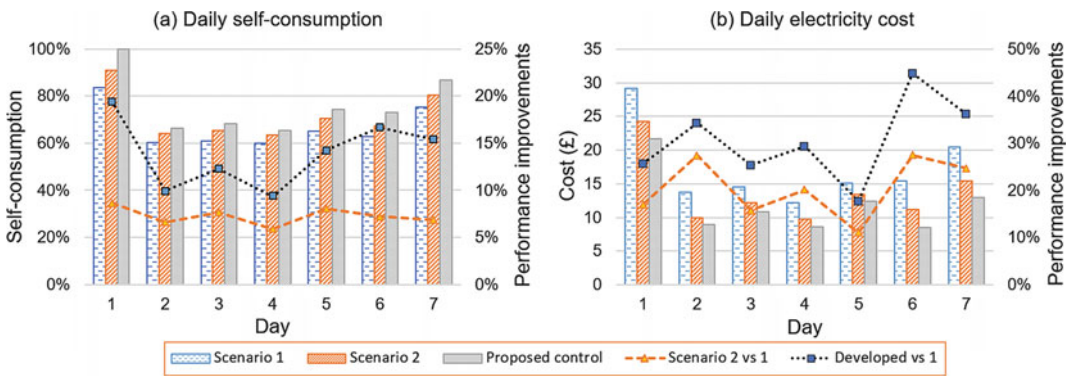 (a) Daily self-consumption
100%
80%
60%
40%
20%
0%
Self-consumption
25%
20%
15%
10%
5%
0%
Performance improvements
1 2 3 4 5 6 7
Day
(b) Daily electricity cost
35
30
25
20
15
10
5
0
Cost (£)
50%
40%
30%
20%
10%
0%
Performance improvements
1 2 3 4 5 6 7
Day
Scenario 1 Scenario 2 Proposed control Scenario 2 vs 1 Developed vs 1